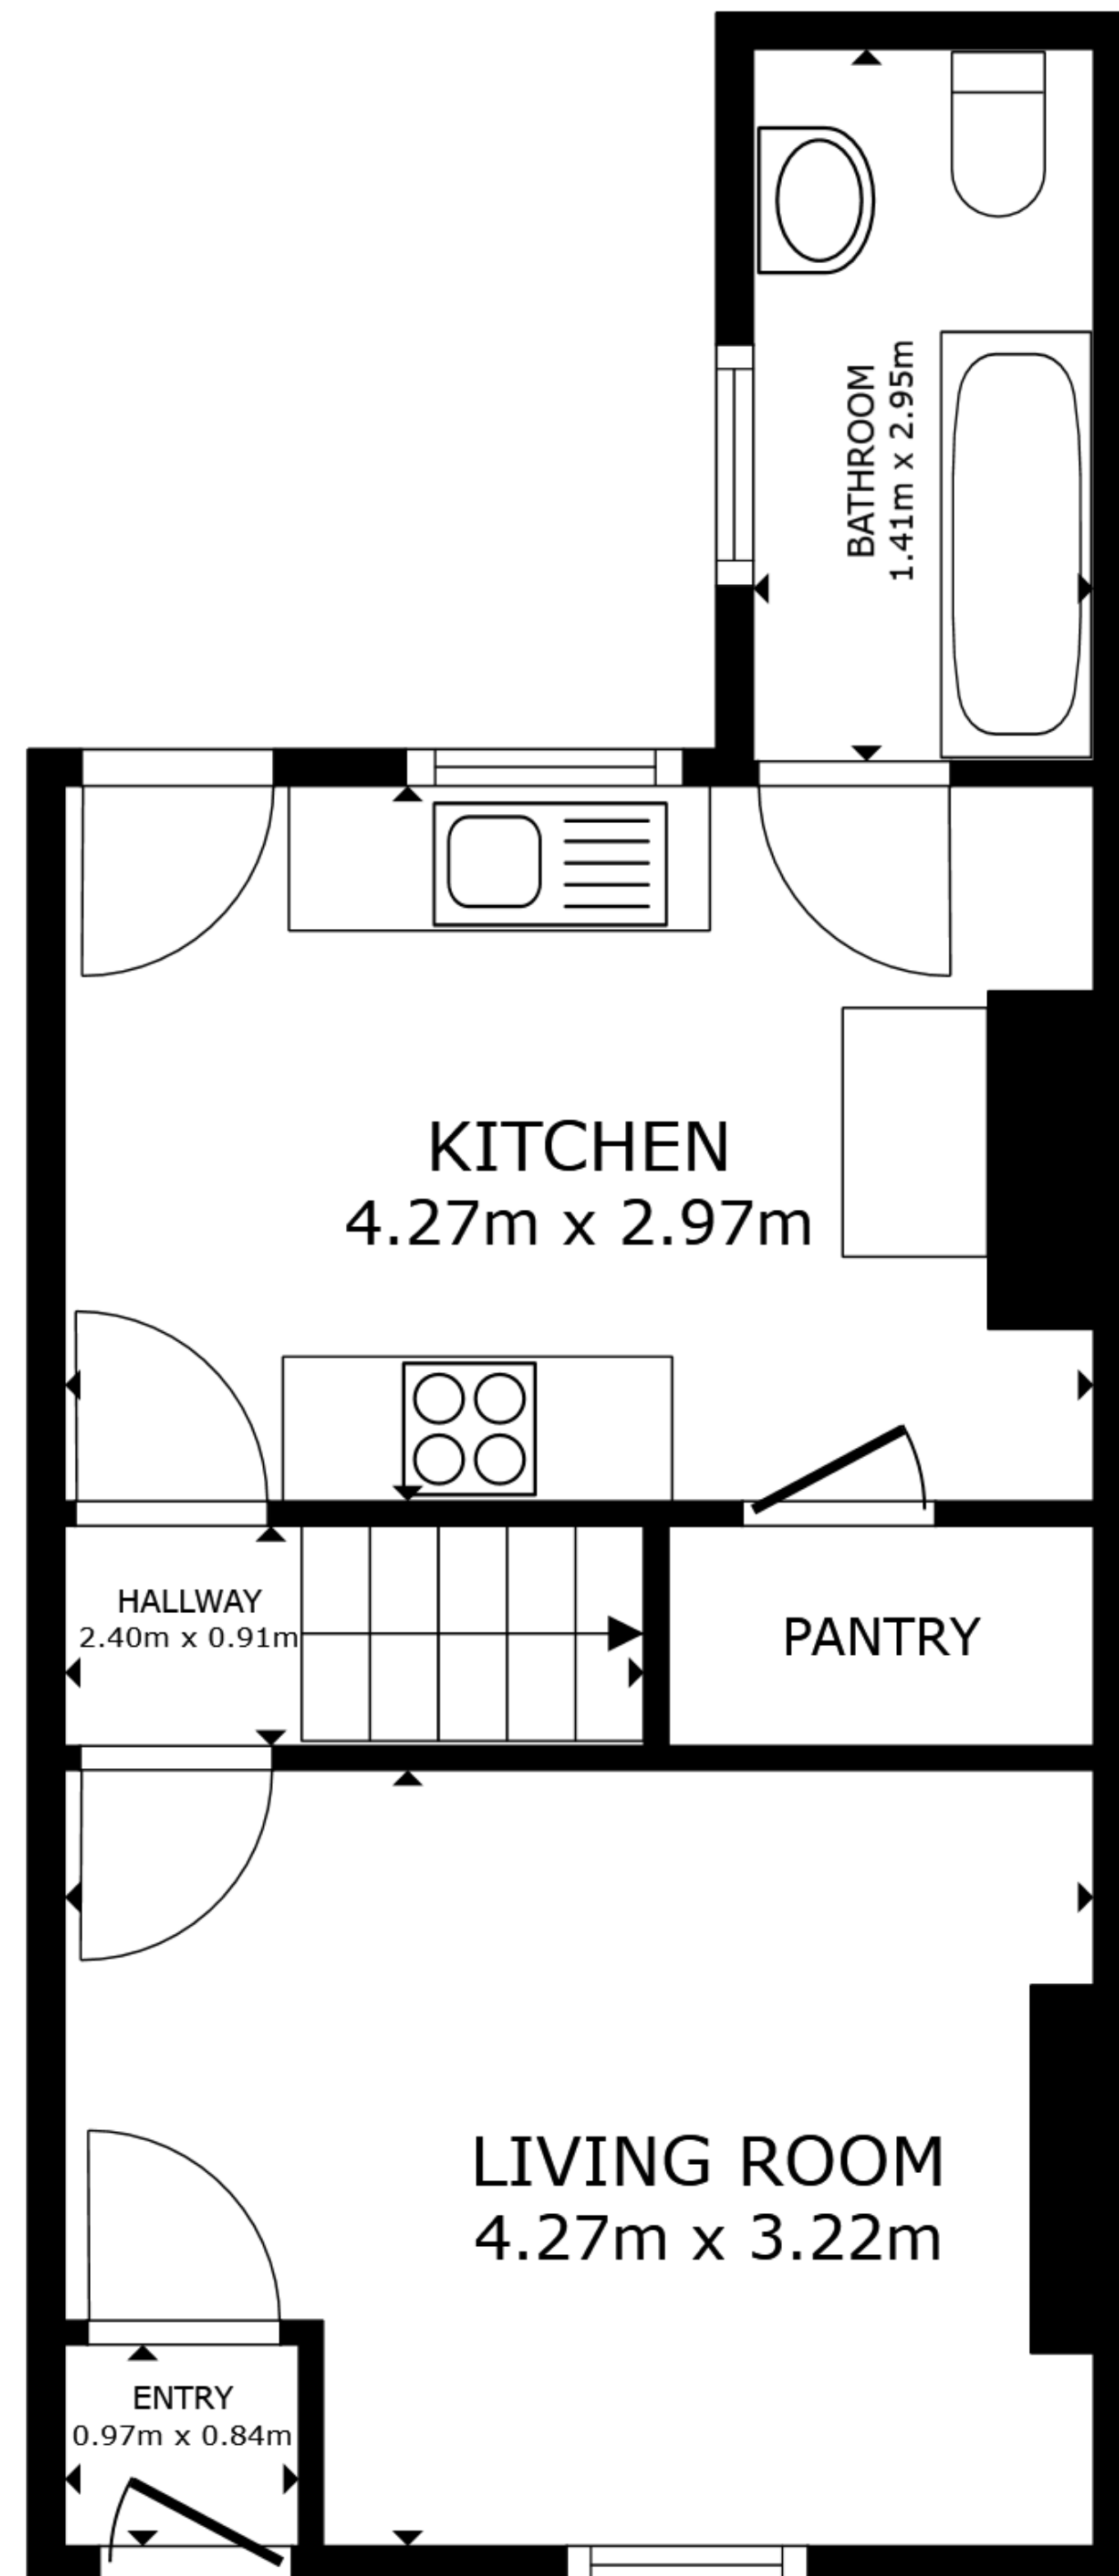 BATHROOM
1.41m x 2.95m
KITCHEN
4.27m x 2.97m
HALLWAY
2.40m x 0.91m
PANTRY
LIVING ROOM
4.27m x 3.22m
ENTRY
0.97m x 0.84m